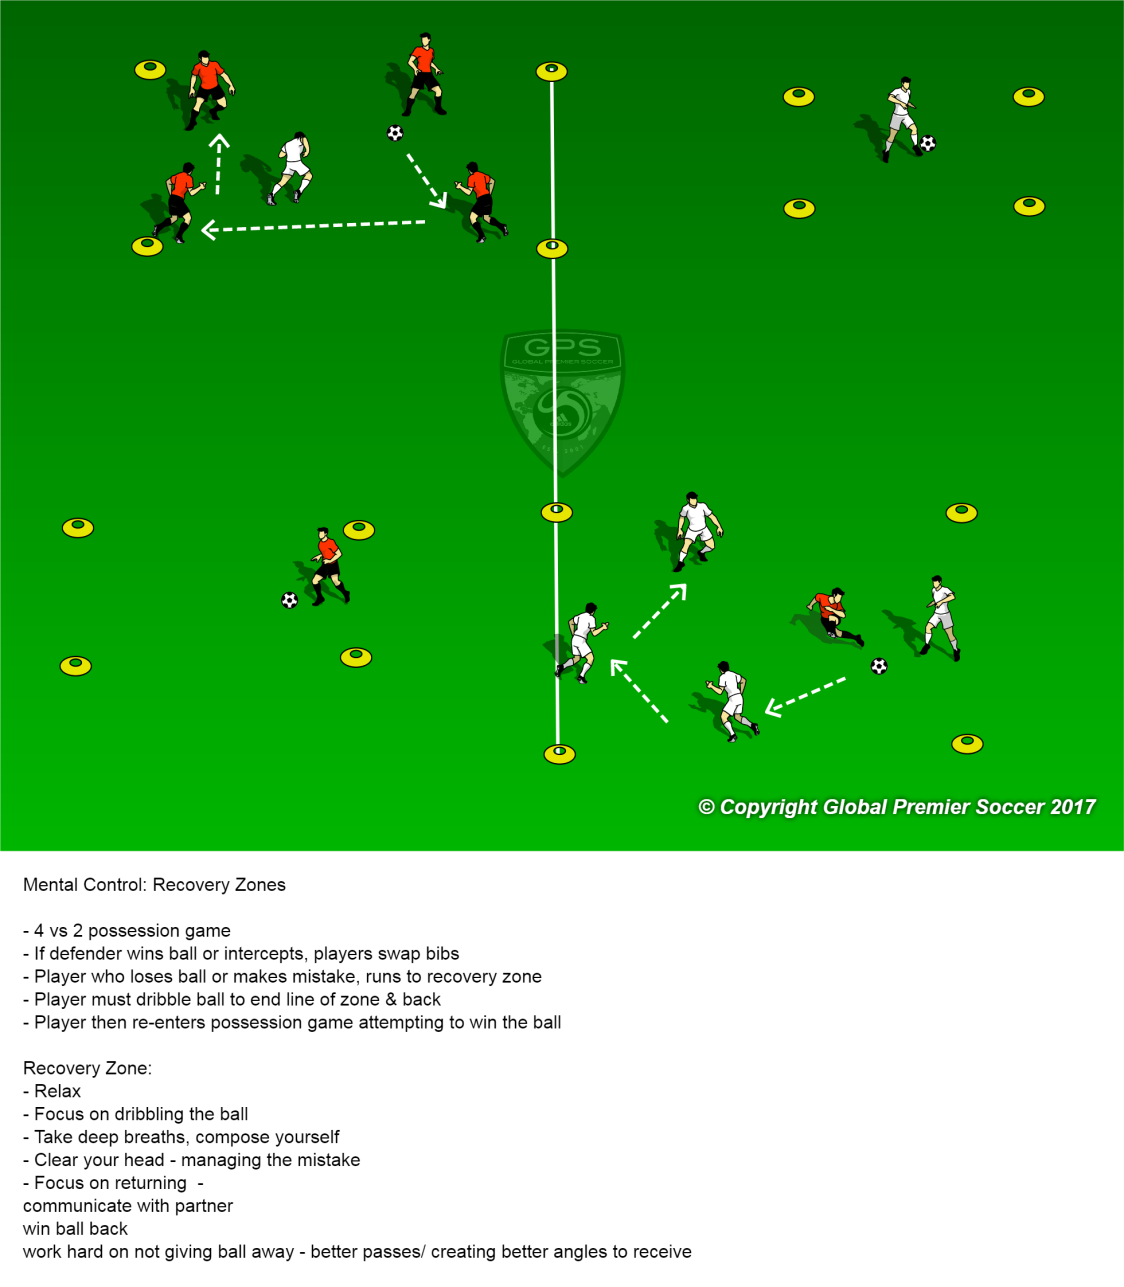 GPS
GLOBAL PREMIER SOCCER
© Copyright Global Premier Soccer 2017
Mental Control: Recovery Zones
- 4 vs 2 possession game
- If defender wins ball or intercepts, players swap bibs
- Player who loses ball or makes mistake, runs to recovery zone
- Player must dribble ball to end line of zone & back
- Player then re-enters possession game attempting to win the ball
Recovery Zone:
- Relax
- Focus on dribbling the ball
- Take deep breaths, compose yourself
- Clear your head - managing the mistake
- Focus on returning  -
communicate with partner
win ball back
work hard on not giving ball away - better passes/ creating better angles to receive